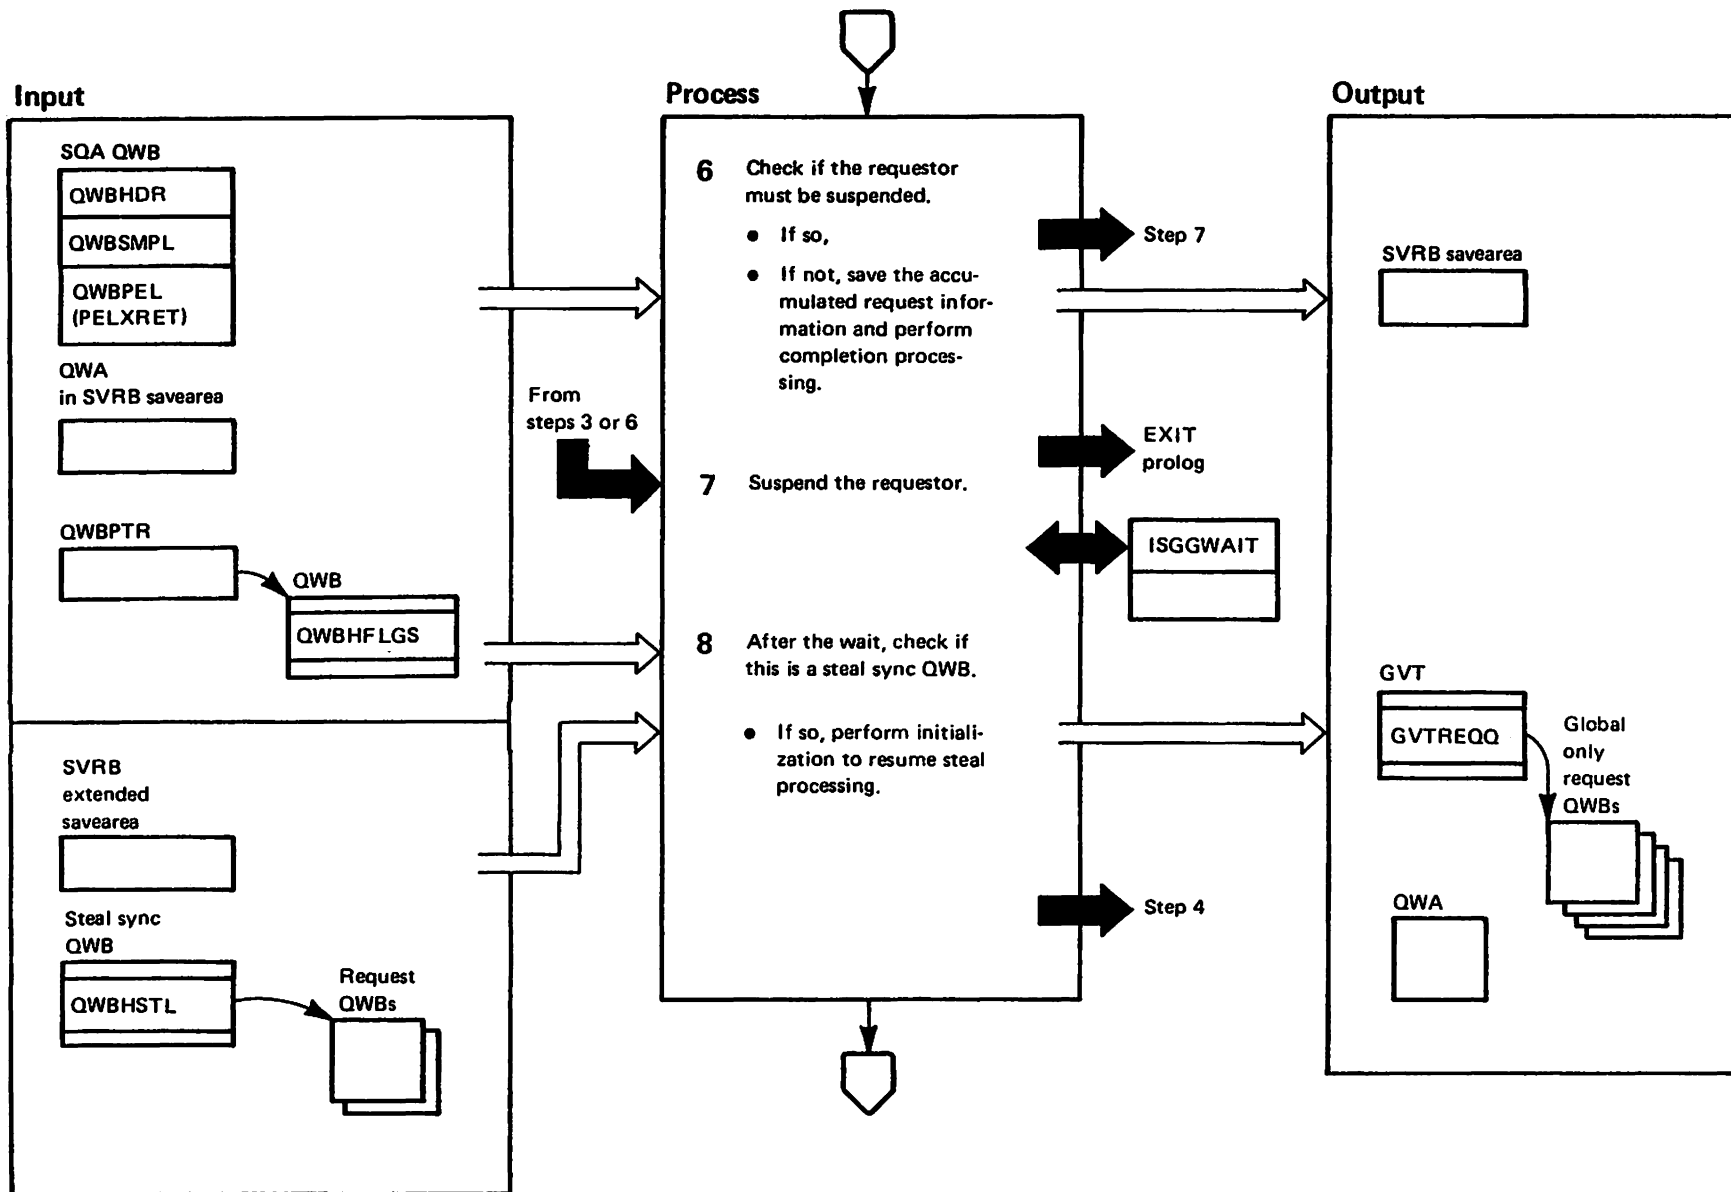 Input
SQA QWB
QWBHDR
QWBSMPL
QWBPEL
(PELXRET)
QWA
in SVRB savearea
QWBPTR
QWB
QWBHFLGS
SVRB
extended
savearea
Steal sync
QWB
QWBHSTL
Request
QWBs
From
steps 3 or 6
Process
6 Check if the requestor
must be suspended.
• If so,
• If not, save the accu-
mulated request infor-
mation and perform
completion proces-
sing.
7 Suspend the requestor.
8 After the wait, check if
this is a steal sync QWB.
• If so, perform initiali-
zation to resume steal
processing.
Step 7
EXIT
prolog
ISGGWAIT
Step 4
Output
SVRB savearea
GVT
GVTREQQ
Global
only
request
QWBs
QWA